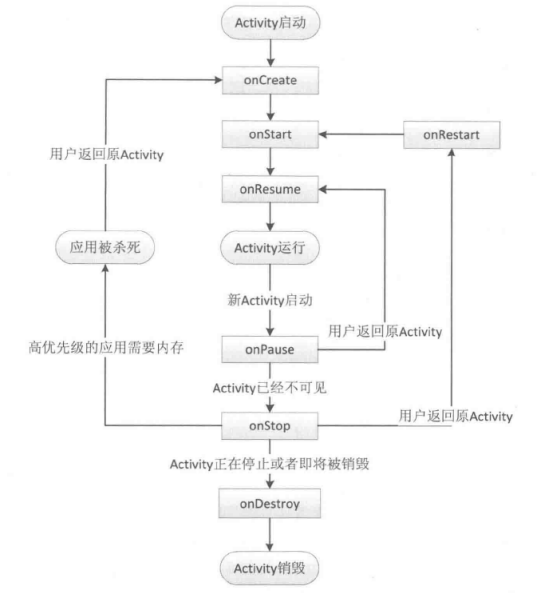 Activity启动
onCreate
onStart
onRestart
用户返回原Activity
onResume
应用被杀死
Activity运行
新Activity启动
用户返回原Activity
高优先级的应用需要内存
onPause
Activity已经不可见
用户返回原Activity
onStop
Activity正在停止或者即将被销毁
onDestroy
Activity销毁